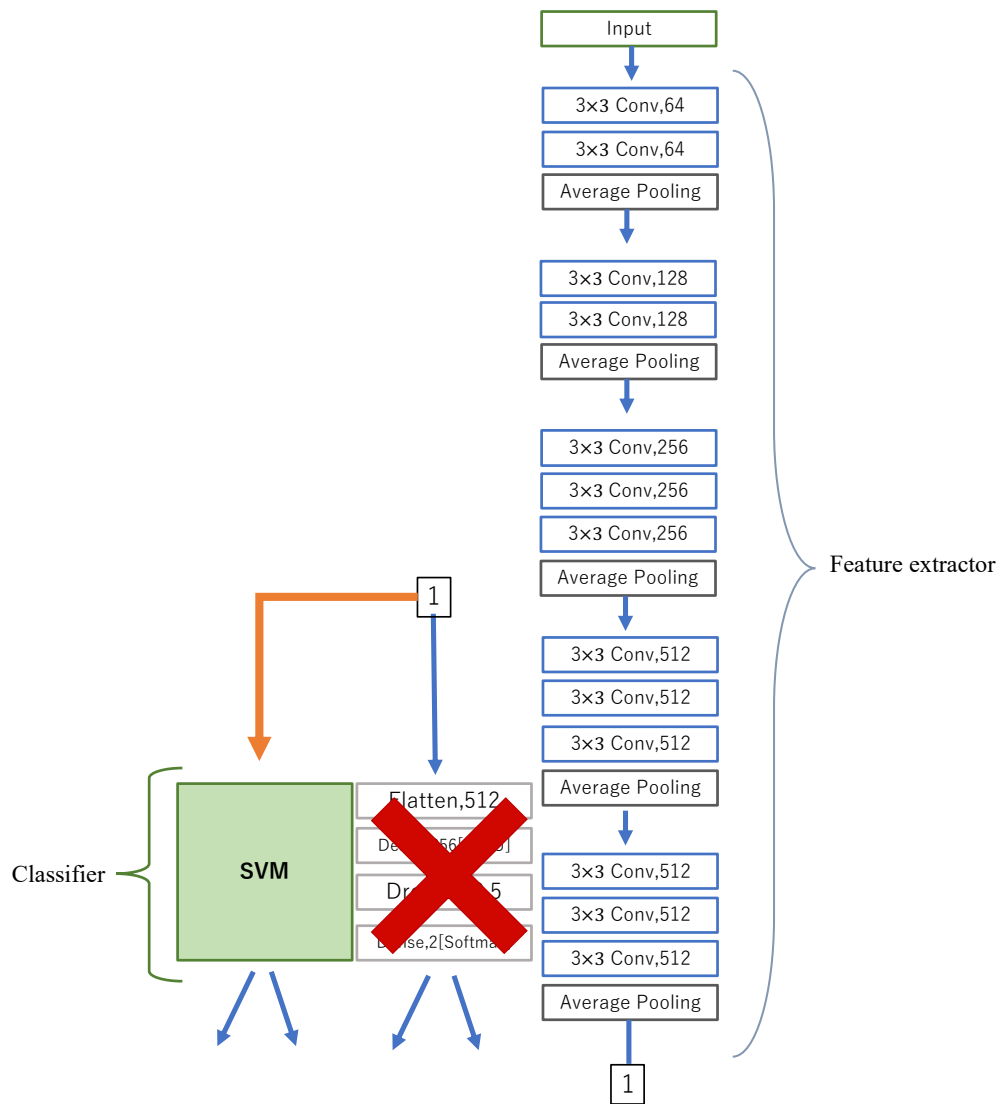 Input
3×3 Conv,64
3×3 Conv,64
Average Pooling
3×3 Conv,128
3×3 Conv,128
Average Pooling
3×3 Conv,256
3×3 Conv,256
3×3 Conv,256
Average Pooling
3×3 Conv,512
3×3 Conv,512
3×3 Conv,512
Average Pooling
3×3 Conv,512
3×3 Conv,512
3×3 Conv,512
Average Pooling
1
Feature extractor
1
Flatten,512
SVM
Classifier